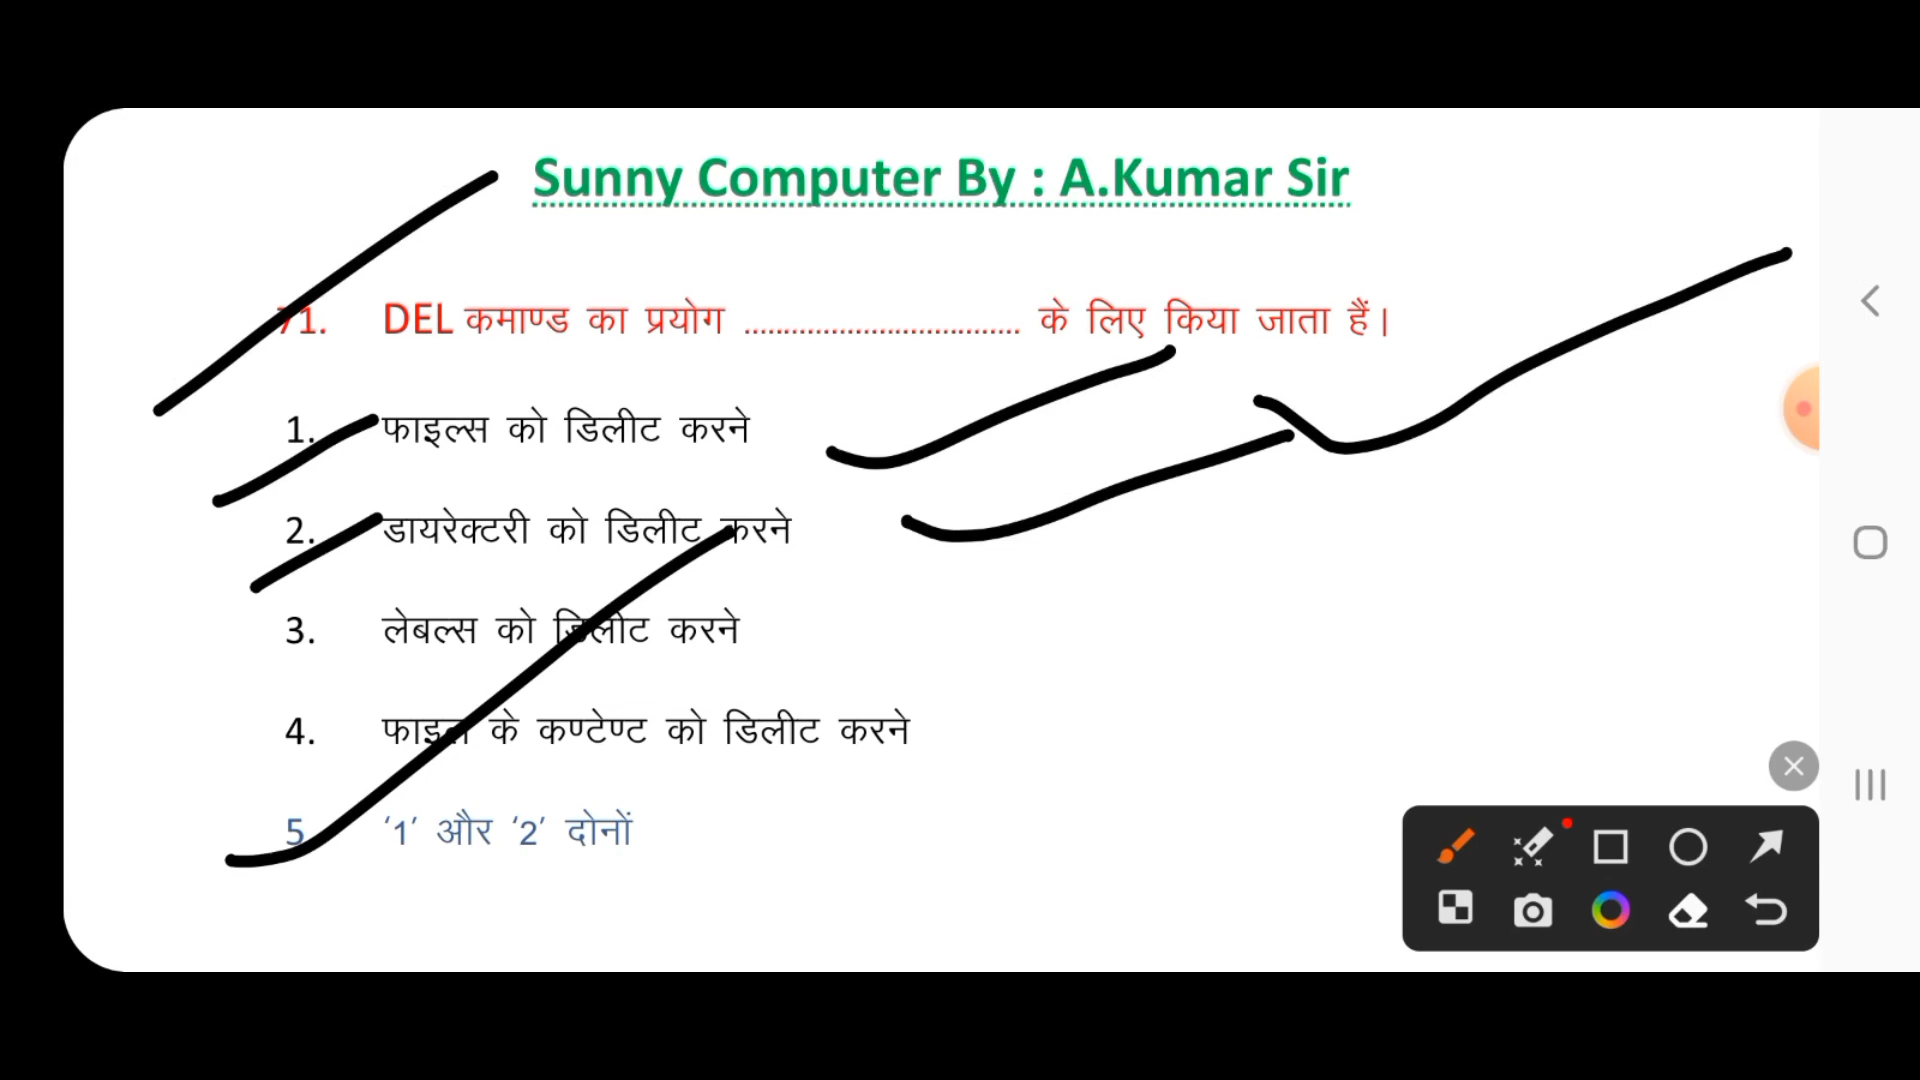 Sunny Computer By : A.Kumar Sir
71. DEL कमाण्ड का प्रयोग .................................. के लिए किया जाता हैं।
1. फाइल्स को डिलीट करने
2. डायरेक्टरी को डिलीट करने
3. लेबल्स को डिलीट करने
4. फाइल के कण्टेण्ट को डिलीट करने
5. ‘1’ और ‘2’ दोनों